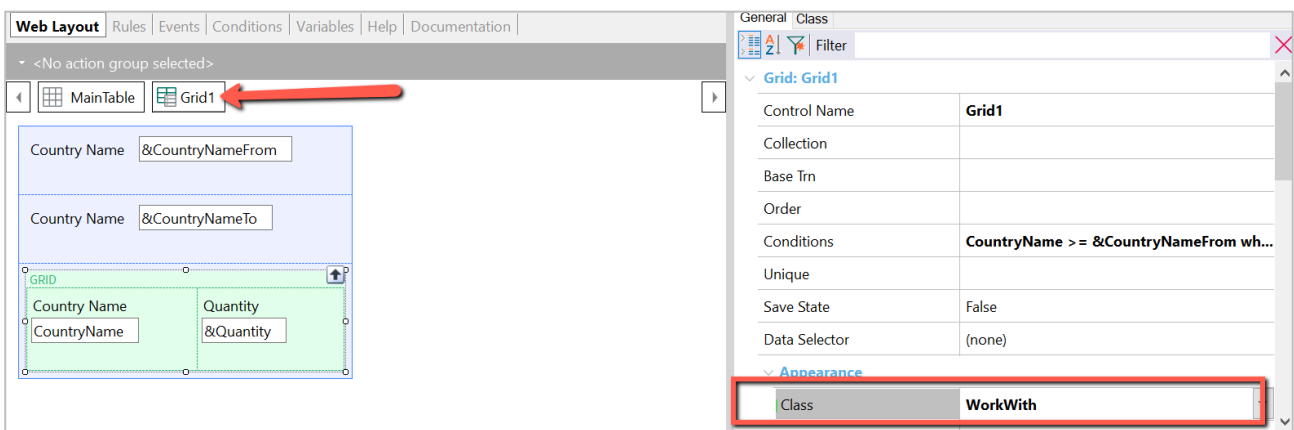 Web Layout Rules Events Conditions Variables Help Documentation
<No action group selected>
MainTable Grid1
Country Name &CountryNameFrom
Country Name &CountryNameTo
GRID
Country Name Quantity
CountryName &Quantity
General Class
Filter
Grid: Grid1
Control Name Grid1
Collection
Base Trn
Order
Conditions CountryName >= &CountryNameFrom wh...
Unique
Save State False
Data Selector (none)
Appearance
Class WorkWith